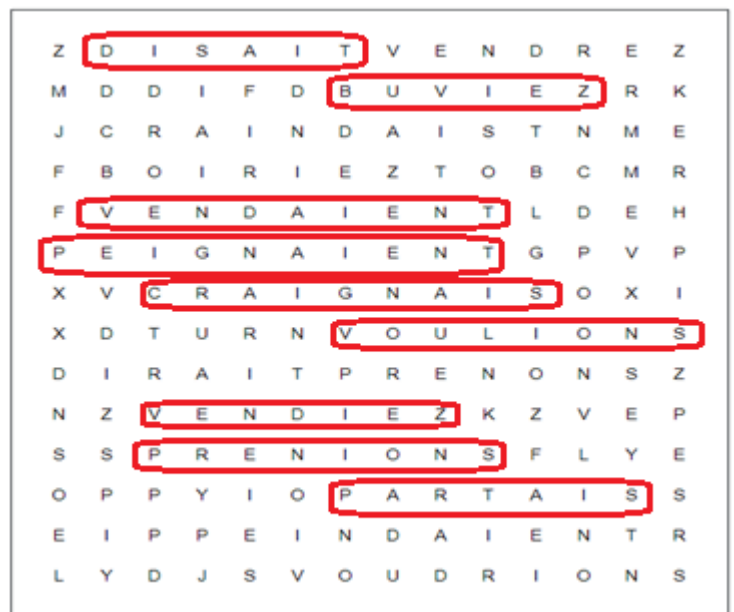 Z D I S A I T V E N D R E Z
M D D I F D B U V I E Z R K
J C R A I N D A I S T N M E
F B O I R I E Z T O B C M R
F V E N D A I E N T L D E H
P E I G N A I E N T G P V P
X V C R A I G N A I S O X I
X D T U R N V O U L I O N S
D I R A I T P R E N O N S Z
N Z V E N D I E Z K Z V E P
S S P R E N I O N S F L Y E
O P P Y I O P A R T A I S S
E I P P E I N D A I E N T R
L Y D J S V O U D R I O N S